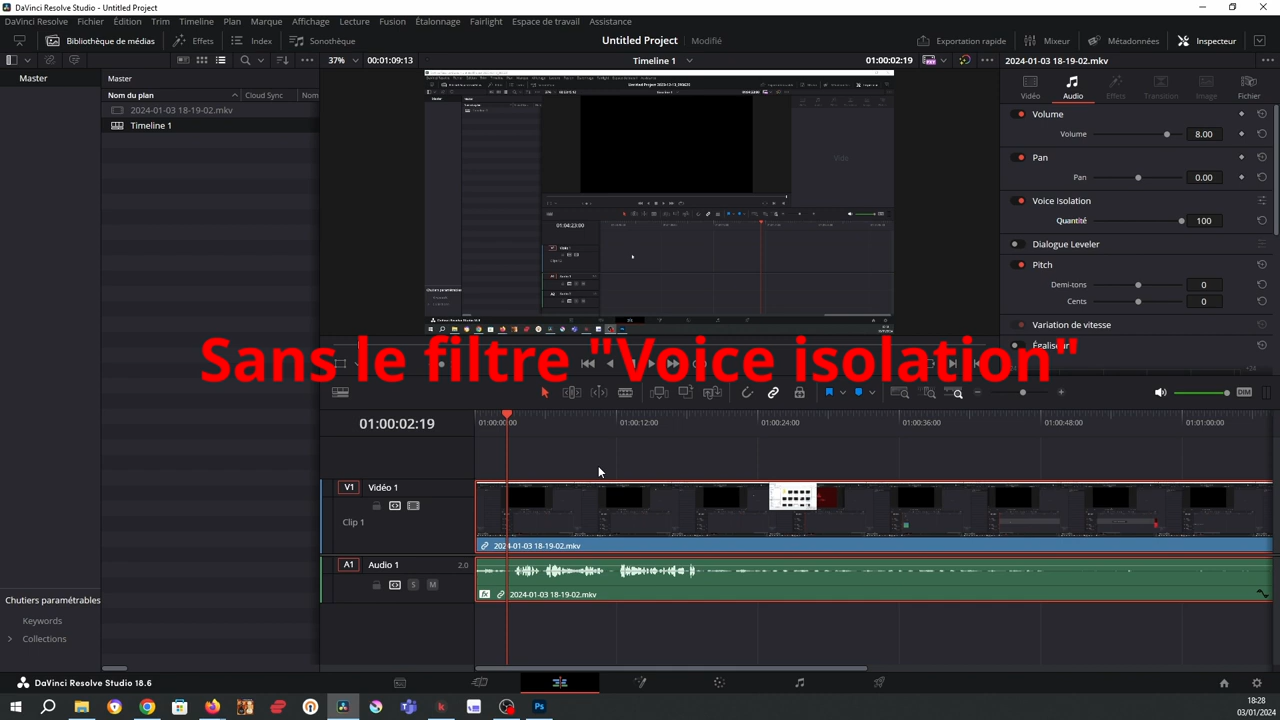 DaVinci Resolve Studio - Untitled Project
DaVinci Resolve Fichier Édition Trim Timeline Plan Marque Affichage Lecture Fusion Étalonnage Fairlight Espace de travail Assistance
Bibliothèque de médias Effets Index Sonothèque Untitled Project Modifié Exportation rapide Mixeur Métadonnées Inspecteur
37% 00:01:09:13 Timeline 1 01:00:02:19 2024-01-03 18-19-02.mkv
Master Master
Nom du plan Cloud Sync Nom
2024-01-03 18-19-02.mkv
Timeline 1
Vidéo Audio Effets Transition Image Fichier
Volume
Volume 8.00
Pan
Pan 0.00
Voice Isolation
Quantité 100
Dialogue Leveler
Pitch
Demi-tons 0
Cents 0
Variation de vitesse
Égaliseur
01:04:23:00
Sans le filtre "Voice isolation"
DIM
01:00:02:19 01:00:00:00 01:00:12:00 01:00:24:00 01:00:36:00 01:00:48:00 01:01:00:00
V1 Vidéo 1
Clip 1
2024-01-03 18-19-02.mkv
A1 Audio 1 2.0
S M
fx 2024-01-03 18-19-02.mkv
Chutiers paramétrables
Keywords
Collections
DaVinci Resolve Studio 18.6
18:28
03/01/2024